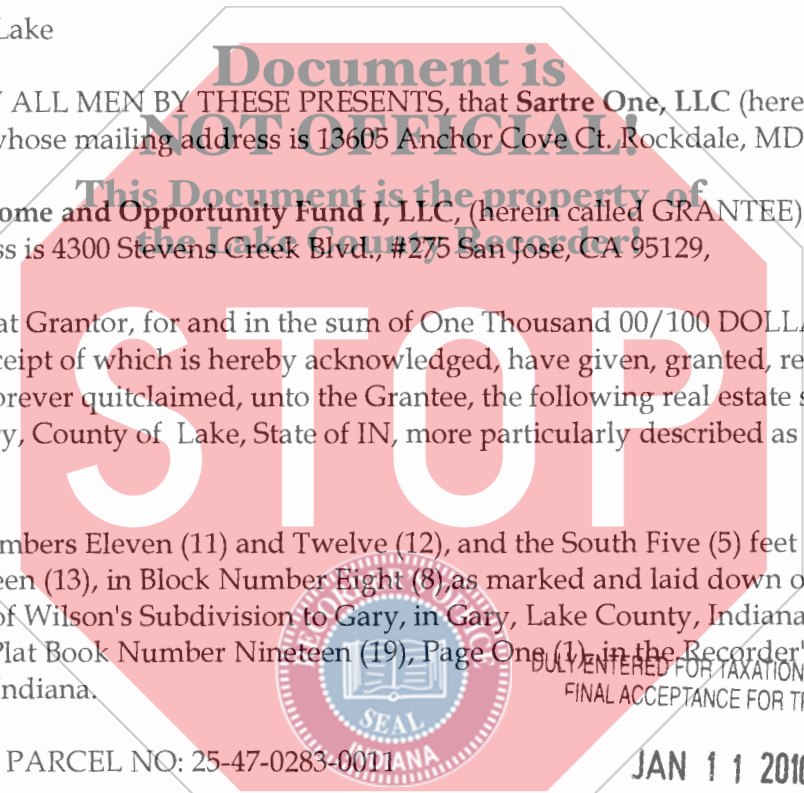 Lake
Document is
Y ALL MEN BY THESE PRESENTS, that Sartre One, LLC (here
NOT OFFICIAL!
whose mailing address is 13605 Anchor Cove Ct. Rockdale, MD
This Document is the property of
ome and Opportunity Fund I, LLC, (herein called GRANTEE)
the Lake County Recorder!
ss is 4300 Stevens Creek Blvd., #275 San Jose, CA 95129,
at Grantor, for and in the sum of One Thousand 00/100 DOLLA
ceipt of which is hereby acknowledged, have given, granted, re
orever quitclaimed, unto the Grantee, the following real estate s
ry, County of Lake, State of IN, more particularly described as
STOP
mbers Eleven (11) and Twelve (12), and the South Five (5) feet
een (13), in Block Number Eight (8),as marked and laid down o
of Wilson's Subdivision to Gary, in Gary, Lake County, Indiana
Plat Book Number Nineteen (19), Page One (1), in the Recorder'
DULY ENTERED FOR TAXATION
ndiana.
FINAL ACCEPTANCE FOR TR
RECORDER'S OFFICE
SEAL
INDIANA
PARCEL NO: 25-47-0283-0011
JAN 11 2016